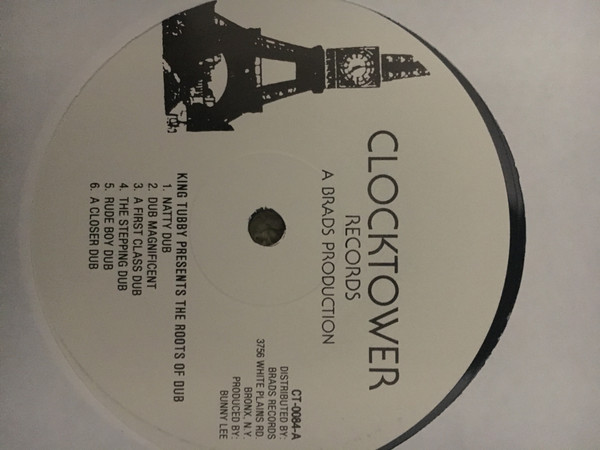 CLOCKTOWER
RECORDS
A BRADS PRODUCTION
CT-0084-A
DISTRIBUTED BY:
BRADS RECORDS
3756 WHITE PLAINS RD.
BRONX, N.Y.
PRODUCED BY:
BUNNY LEE
KING TUBBY PRESENTS THE ROOTS OF DUB
1. NATTY DUB
2. DUB MAGNIFICENT
3. A FIRST CLASS DUB
4. THE STEPPING DUB
5. RUDE BOY DUB
6. A CLOSER DUB